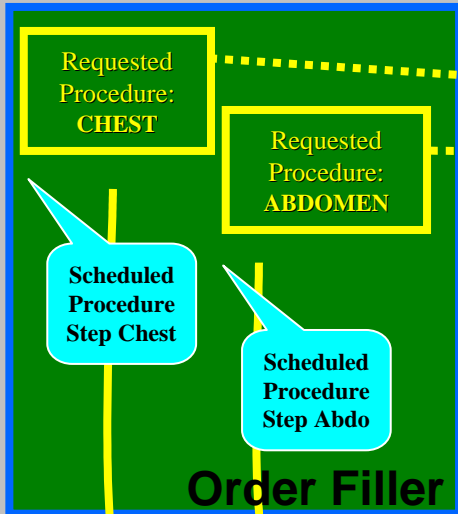 Requested
Procedure:
CHEST
Requested
Procedure:
ABDOMEN
Scheduled
Procedure
Step Chest
Scheduled
Procedure
Step Abdo
Order Filler